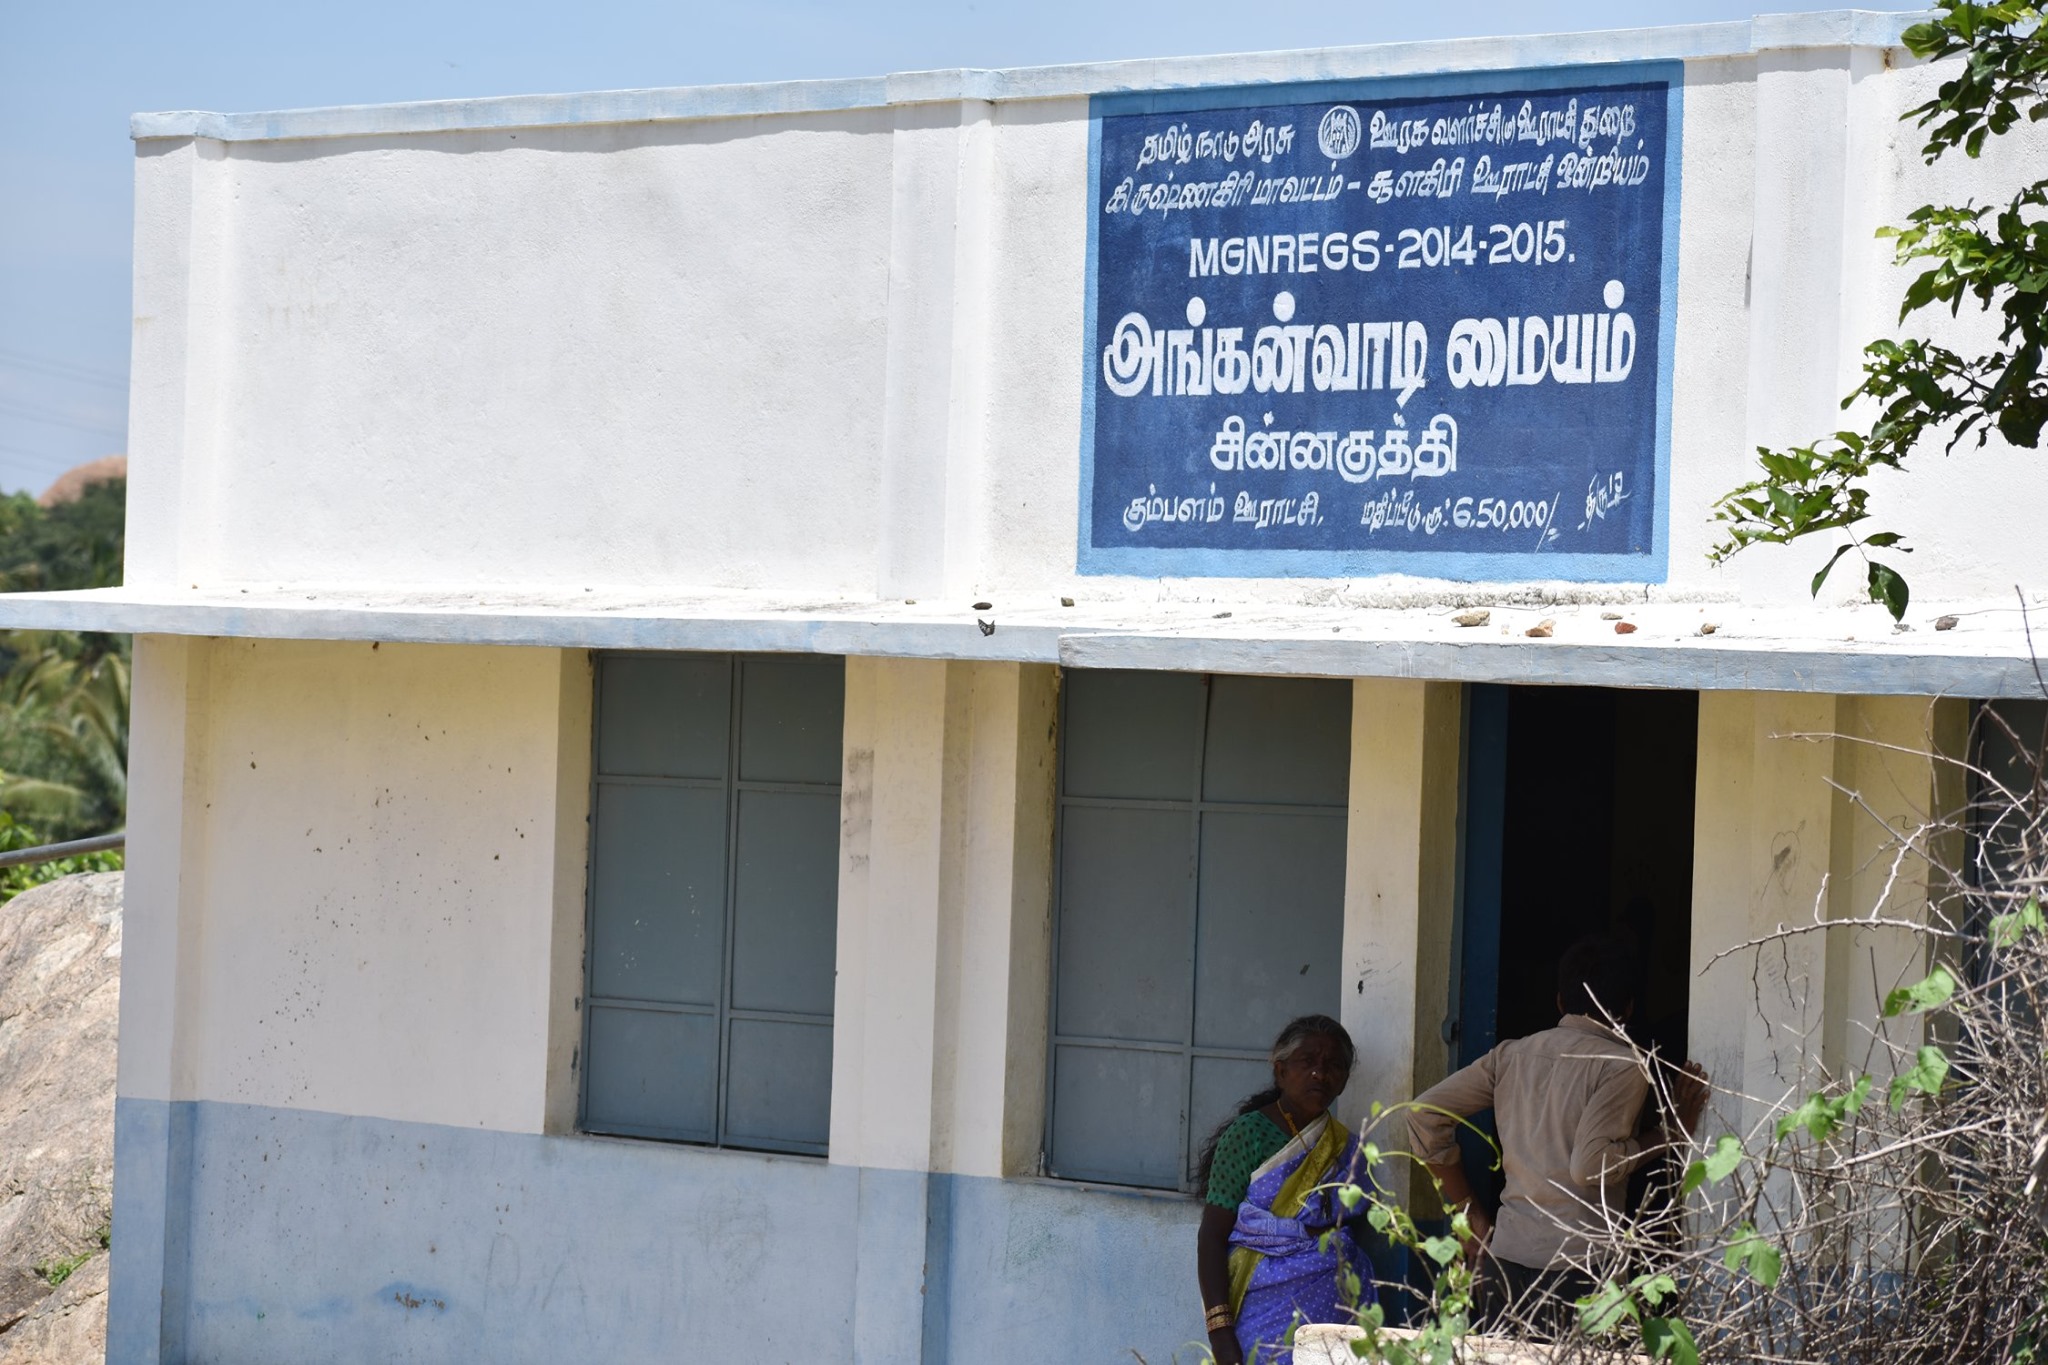 தமிழ் நாடு அரசு ஊரக வளர்ச்சி(ம) ஊராட்சி துறை
கிருஷ்ணகிரி மாவட்டம் - சூளகிரி ஊராட்சி ஒன்றியம்
MGNREGS-2014-2015.
அங்கன்வாடி மையம்
சின்னகுத்தி
கும்பளம் ஊராட்சி. மதிப்பீடு.ரூ: 6,50,000/